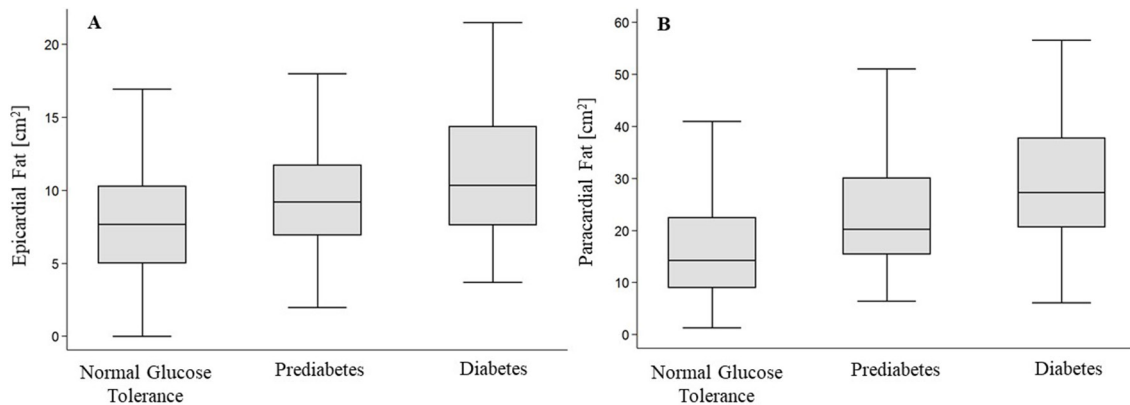 A
Epicardial Fat [cm²]
20
15
10
5
0
Normal Glucose
Tolerance
Prediabetes
Diabetes
B
Paracardial Fat [cm²]
60
50
40
30
20
10
0
Normal Glucose
Tolerance
Prediabetes
Diabetes